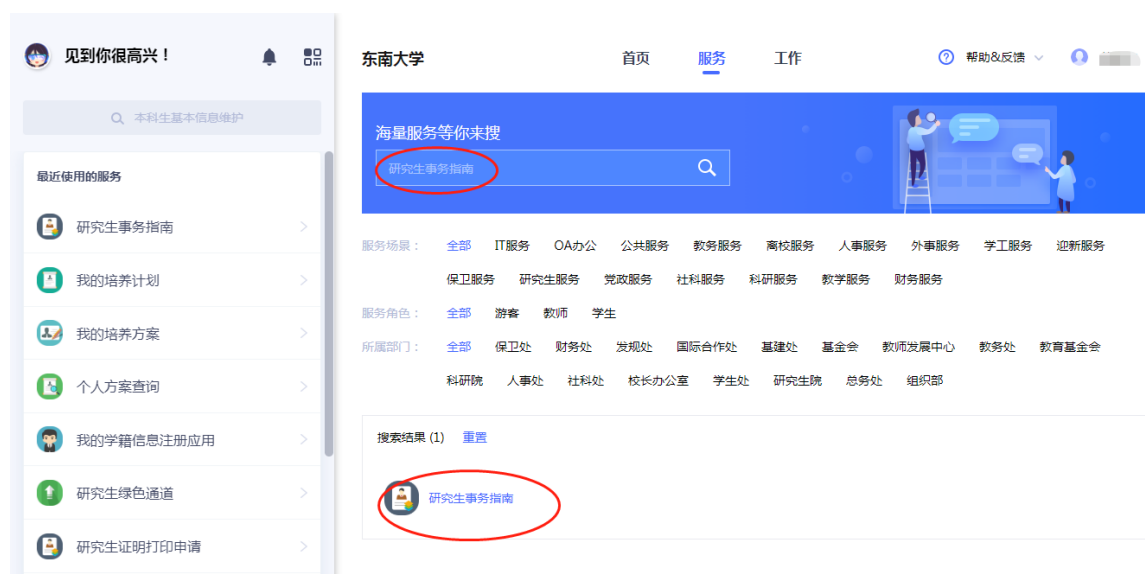 见到你很高兴！
本科生基本信息维护
最近使用的服务
研究生事务指南
我的培养计划
我的培养方案
个人方案查询
我的学籍信息注册应用
研究生绿色通道
研究生证明打印申请
东南大学 首页 服务 工作 帮助&反馈
海量服务等你来搜
研究生事务指南
服务场景： 全部 IT服务 OA办公 公共服务 教务服务 离校服务 人事服务 外事服务 学工服务 迎新服务
保卫服务 研究生服务 党政服务 社科服务 科研服务 教学服务 财务服务
服务角色： 全部 游客 教师 学生
所属部门： 全部 保卫处 财务处 发规处 国际合作处 基建处 基金会 教师发展中心 教务处 教育基金会
科研院 人事处 社科处 校长办公室 学生处 研究生院 总务处 组织部
搜索结果 (1) 重置
研究生事务指南